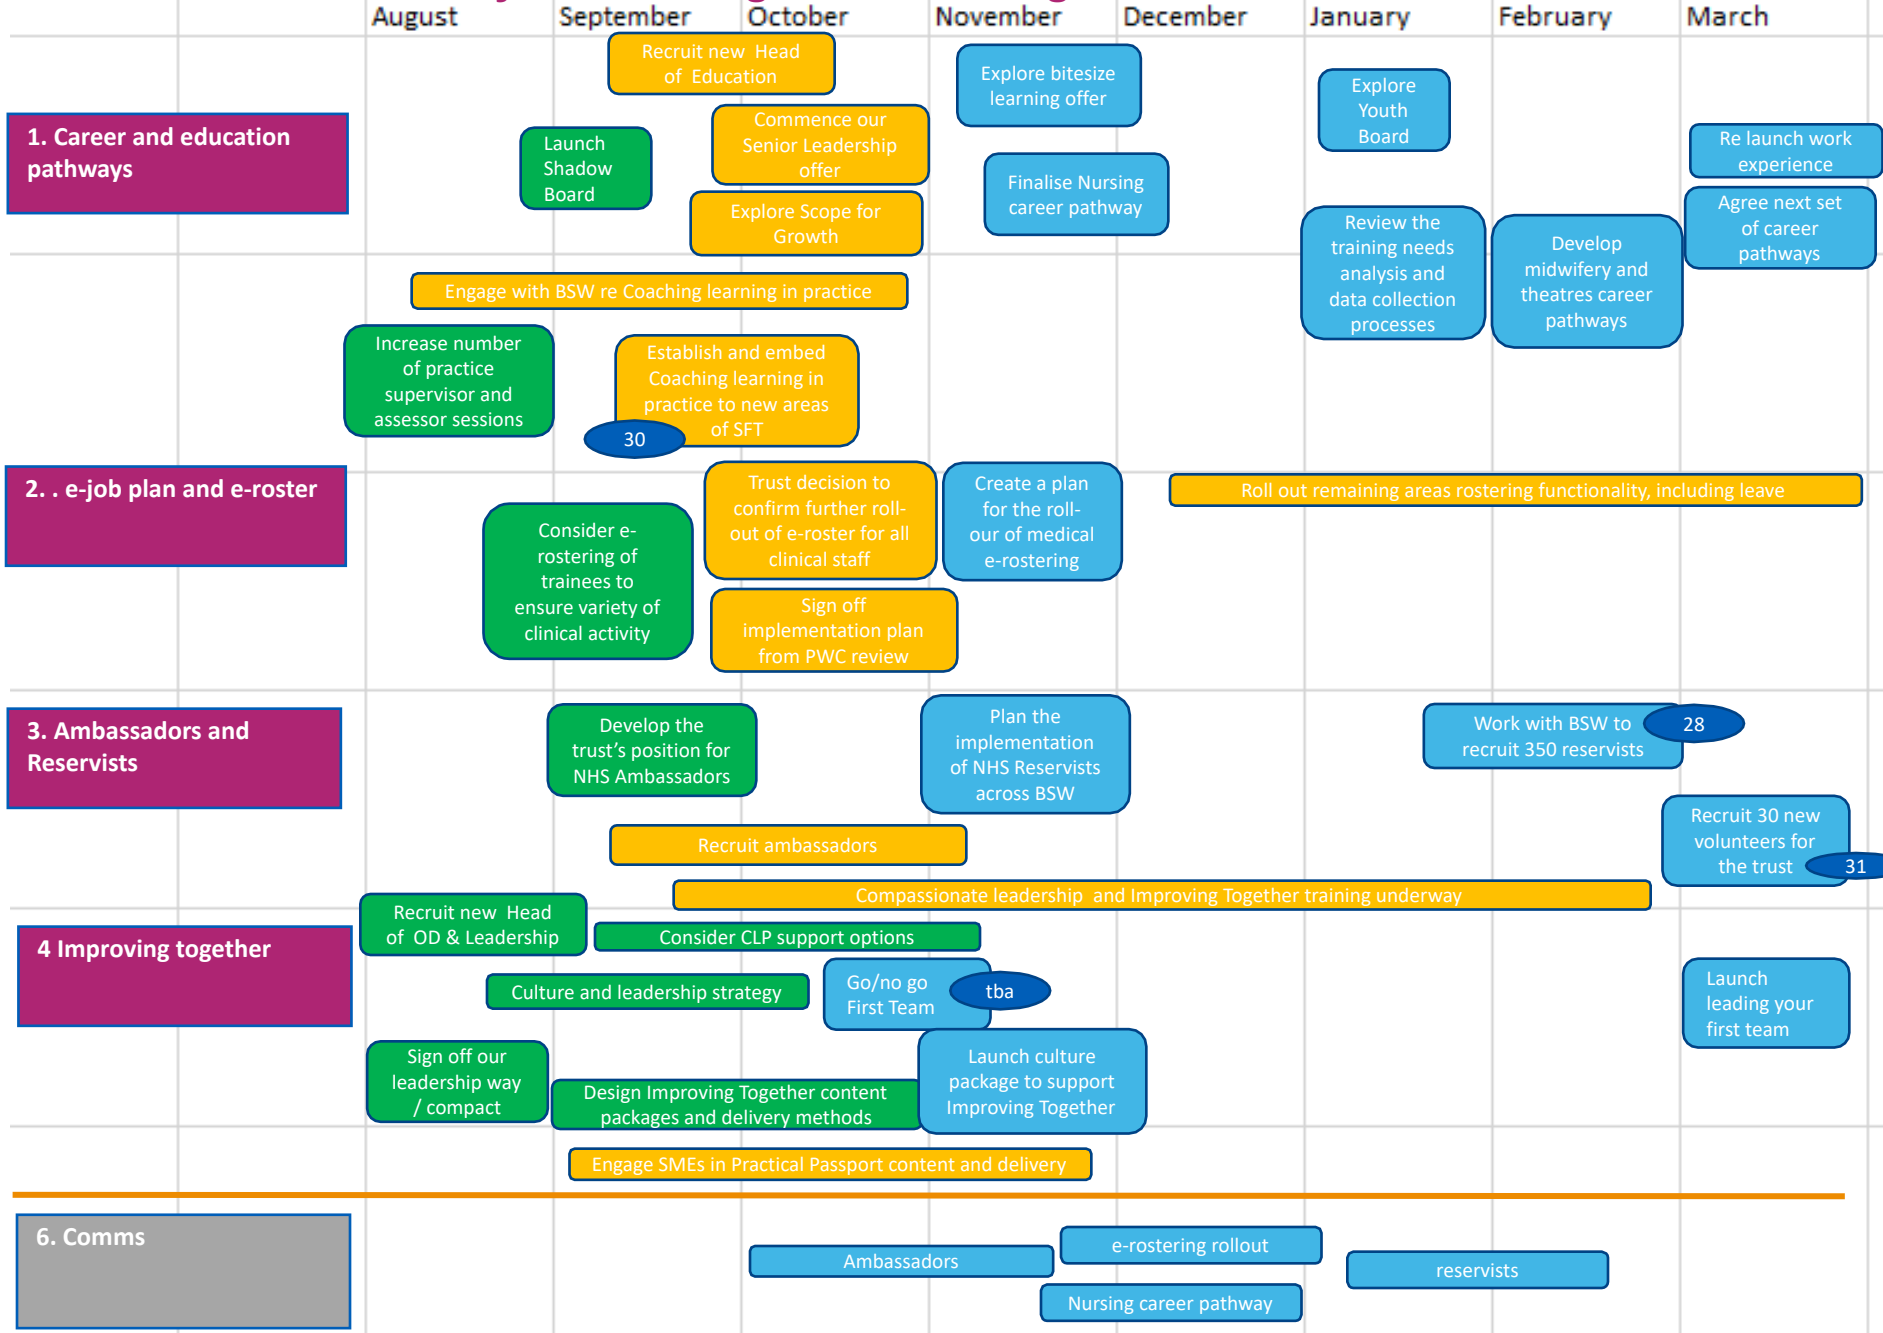 August September October November December January February March
Recruit new Head
of Education
Explore bitesize
learning offer
Explore
Youth
Board
1. Career and education
pathways
Launch
Shadow
Board
Commence our
Senior Leadership
offer
Re launch work
experience
Finalise Nursing
career pathway
Explore Scope for
Growth
Review the
training needs
analysis and
data collection
processes
Develop
midwifery and
theatres career
pathways
Agree next set
of career
pathways
Engage with BSW re Coaching learning in practice
Increase number
of practice
supervisor and
assessor sessions
Establish and embed
Coaching learning in
practice to new areas
of SFT
30
2. . e-job plan and e-roster
Consider e-
rostering of
trainees to
ensure variety of
clinical activity
Trust decision to
confirm further roll-
out of e-roster for all
clinical staff
Create a plan
for the roll-
our of medical
e-rostering
Roll out remaining areas rostering functionality, including leave
Sign off
implementation plan
from PWC review
3. Ambassadors and
Reservists
Develop the
trust's position for
NHS Ambassadors
Plan the
implementation
of NHS Reservists
across BSW
Work with BSW to
recruit 350 reservists
28
Recruit ambassadors
Recruit 30 new
volunteers for
the trust
31
Compassionate leadership and Improving Together training underway
4 Improving together
Recruit new Head
of OD & Leadership
Consider CLP support options
Culture and leadership strategy
Go/no go
First Team
tba
Launch
leading your
first team
Sign off our
leadership way
/ compact
Design Improving Together content
packages and delivery methods
Launch culture
package to support
Improving Together
Engage SMEs in Practical Passport content and delivery
6. Comms
Ambassadors
e-rostering rollout
reservists
Nursing career pathway